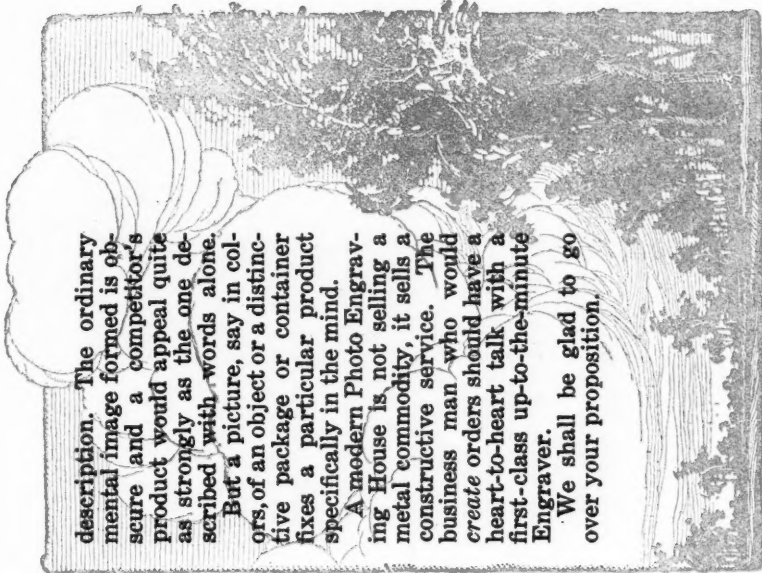 description. The ordinary
mental image formed is ob-
scure and a competitor's
product would appeal quite
as strongly as the one de-
scribed with words alone.
But a picture, say in col-
ors, of an object or a distinc-
tive package or container
fixes a particular product
specifically in the mind.
A modern Photo Engrav-
ing House is not selling a
metal commodity, it sells a
constructive service. The
business man who would
create orders should have a
heart-to-heart talk with a
first-class up-to-the-minute
Engraver.
We shall be glad to go
over your proposition.